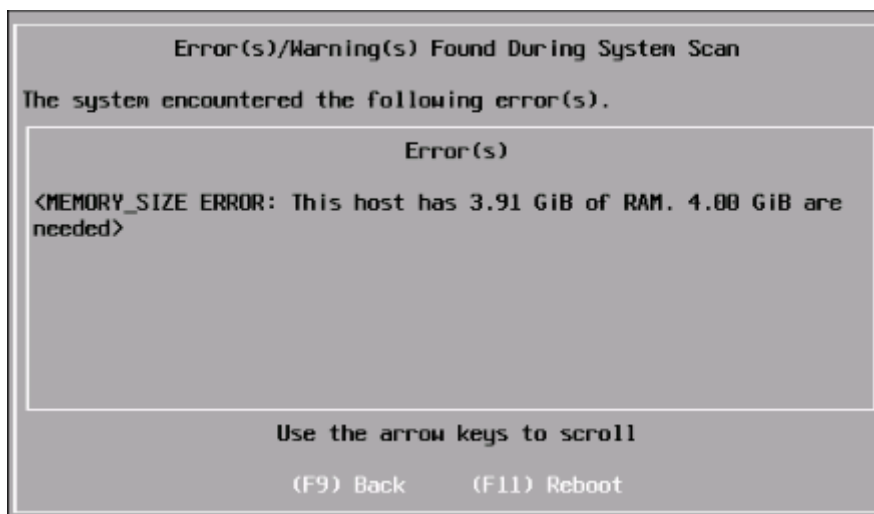 Error(s)/Warning(s) Found During System Scan
The system encountered the following error(s).
Error(s)
<MEMORY_SIZE ERROR: This host has 3.91 GiB of RAM. 4.00 GiB are
needed>
Use the arrow keys to scroll
(F9) Back (F11) Reboot